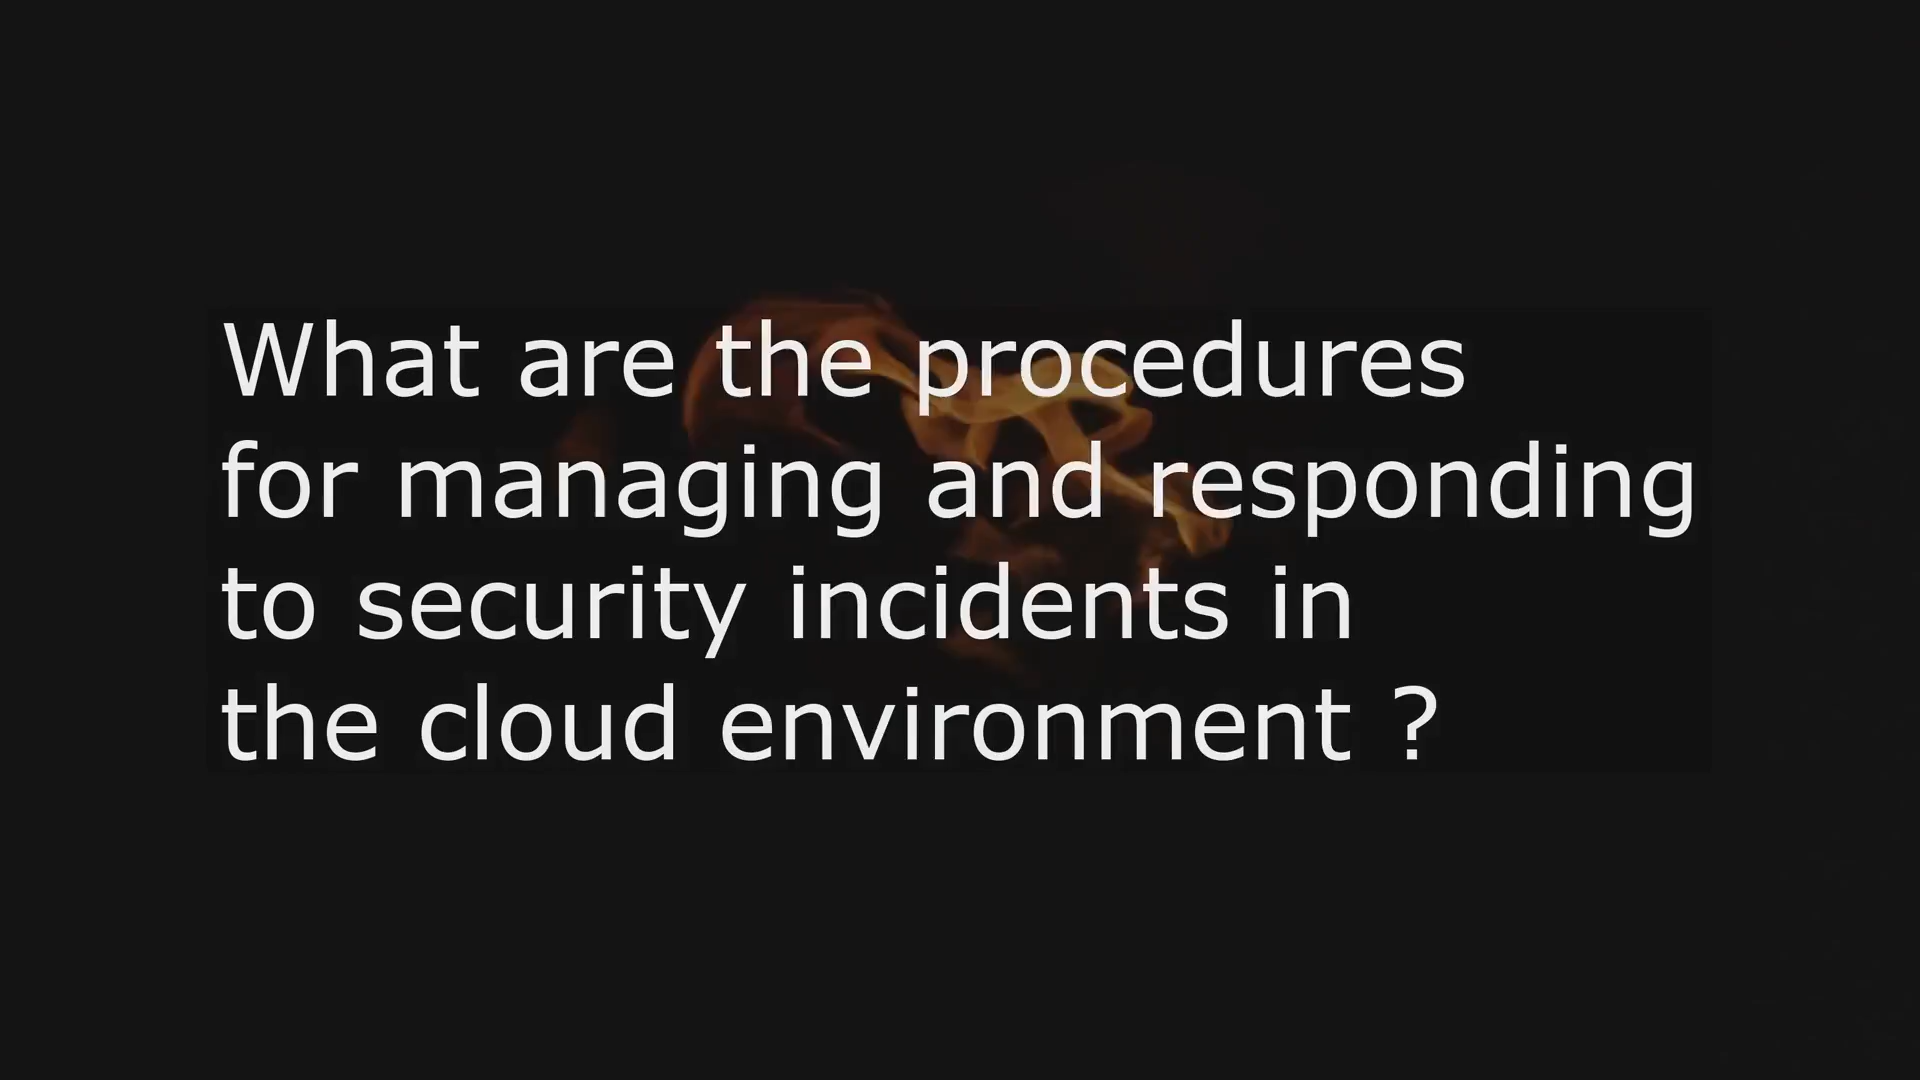 What are the procedures
for managing and responding
to security incidents in
the cloud environment ?